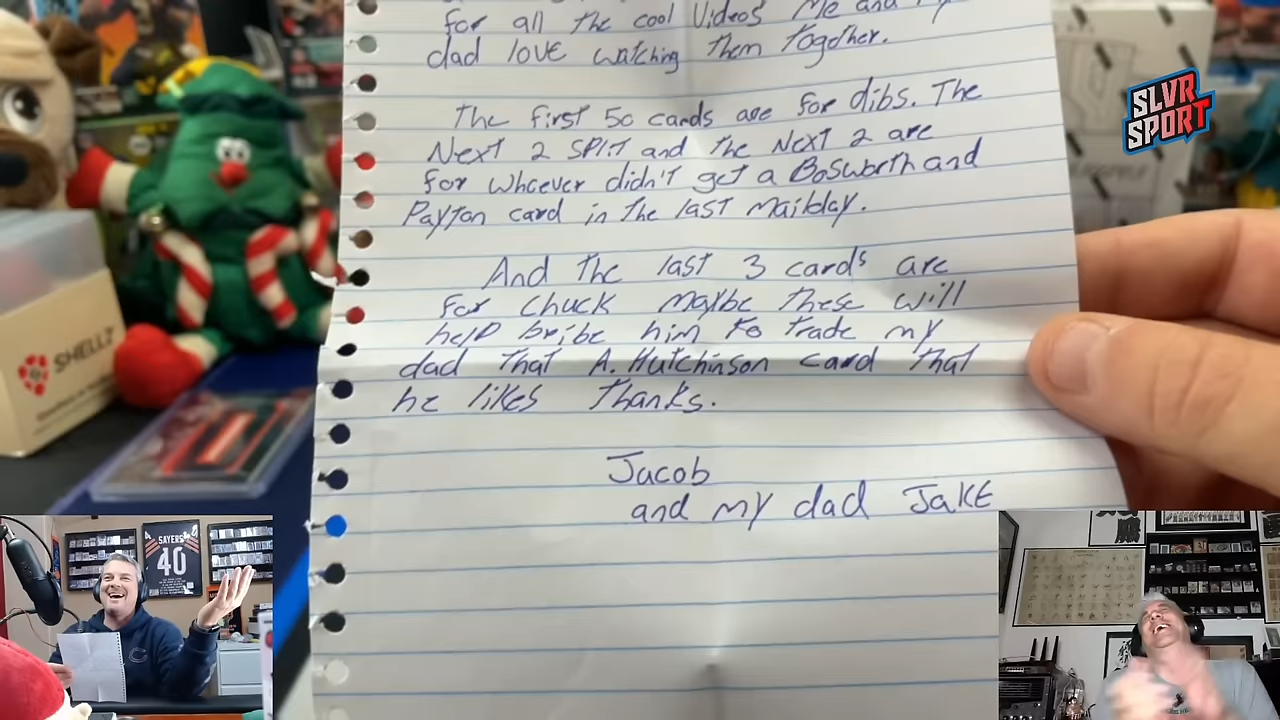 for all the cool Videos Me and my
dad love watching them together.
The first 50 cards are for dibs. The
Next 2 SPlit and the Next 2 are
for whoever didn't get a Bosworth and
Payton card in the last Mailday.
And the last 3 cards are
for Chuck Maybe these will
help bribe him to trade my
dad that A. Hutchinson card that
he likes Thanks.
Jacob
and my dad Jake
SLVR
SPORT
SHELLZ
SAYERS
40